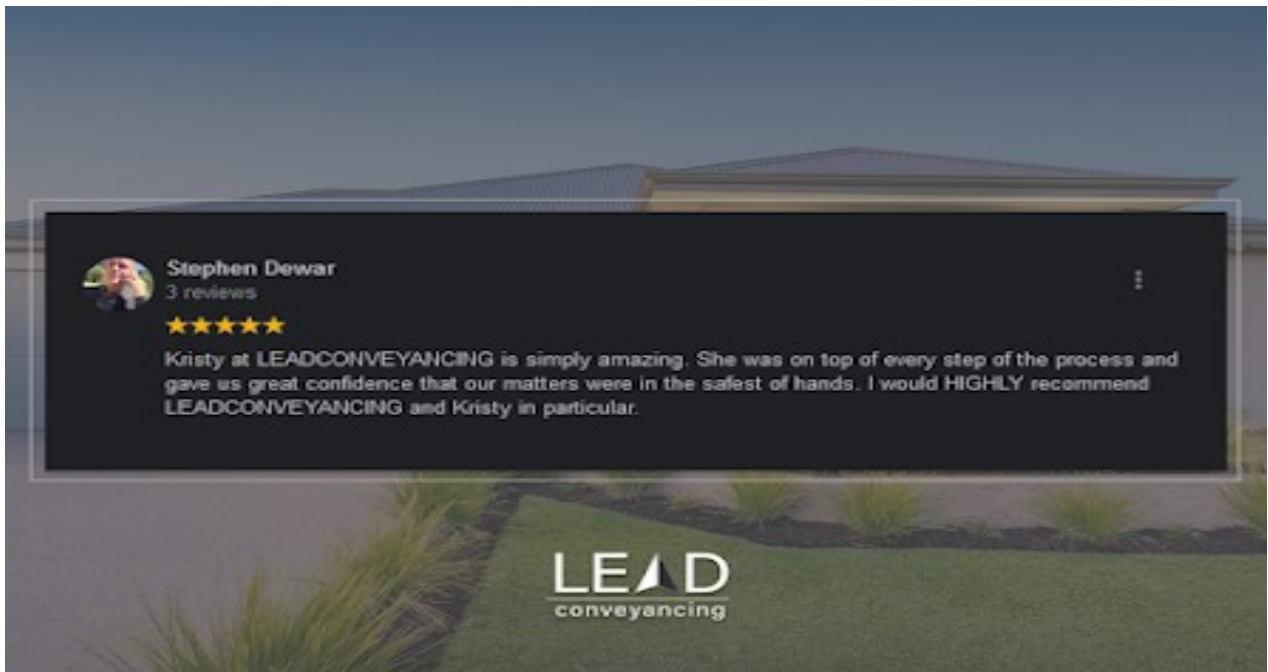 Stephen Dewar
3 reviews
Kristy at LEADCONVEYANCING is simply amazing. She was on top of every step of the process and
gave us great confidence that our matters were in the safest of hands. I would HIGHLY recommend
LEADCONVEYANCING and Kristy in particular.
LEAD
conveyancing